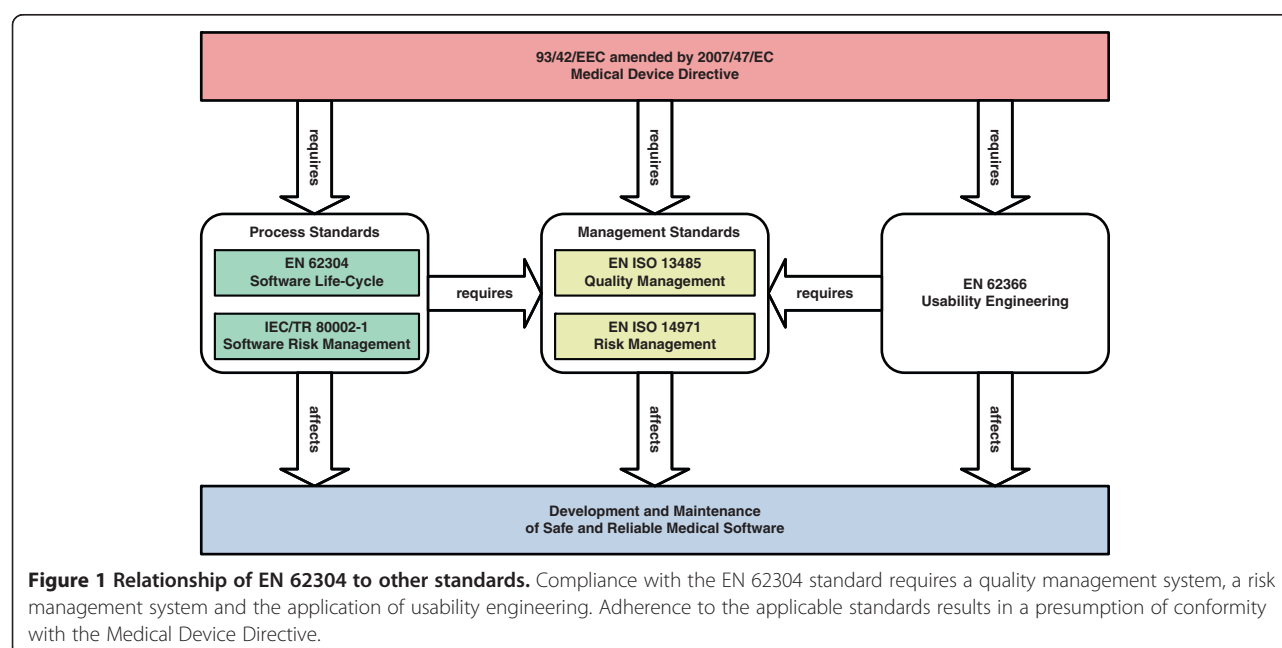 93/42/EEC amended by 2007/47/EC
Medical Device Directive
requires
requires
requires
Process Standards
EN 62304
Software Life-Cycle
IEC/TR 80002-1
Software Risk Management
requires
Management Standards
EN ISO 13485
Quality Management
EN ISO 14971
Risk Management
requires
EN 62366
Usability Engineering
affects
affects
affects
Development and Maintenance
of Safe and Reliable Medical Software
Figure 1 Relationship of EN 62304 to other standards. Compliance with the EN 62304 standard requires a quality management system, a risk
management system and the application of usability engineering. Adherence to the applicable standards results in a presumption of conformity
with the Medical Device Directive.